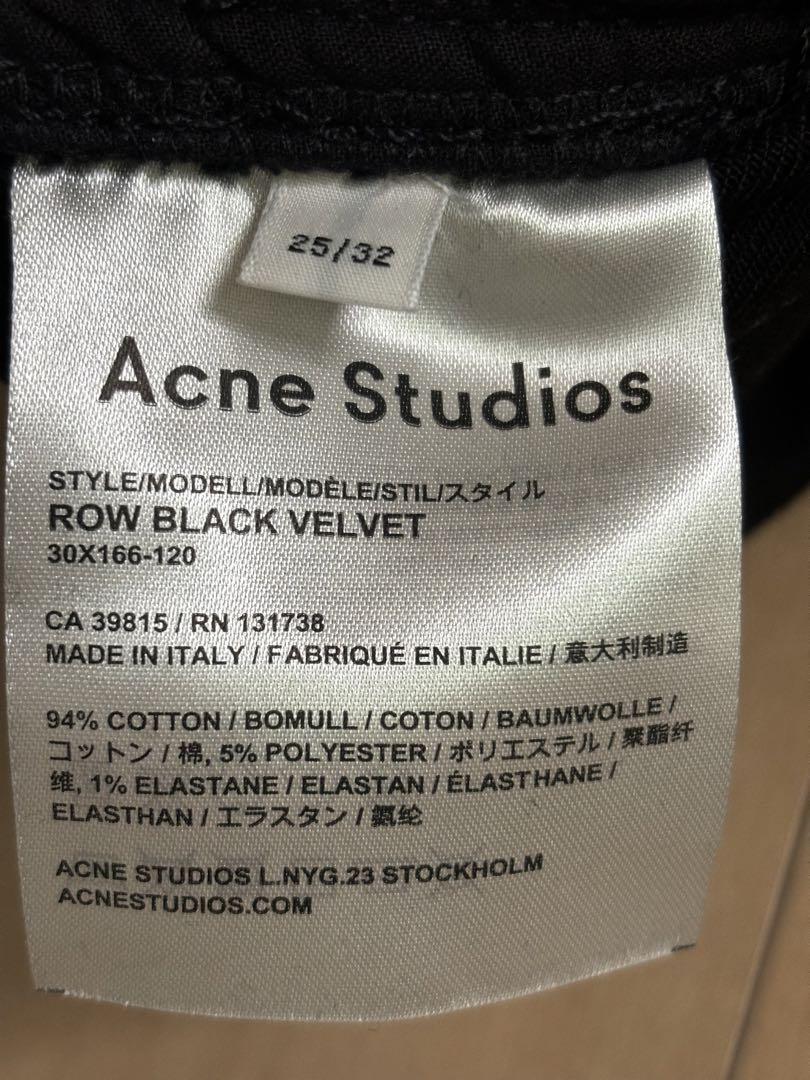 25/32
Acne Studios
STYLE/MODELL/MODÈLE/STIL/スタイル
ROW BLACK VELVET
30X166-120
CA 39815 / RN 131738
MADE IN ITALY / FABRIQUÉ EN ITALIE / 意大利制造
94% COTTON / BOMULL / COTON / BAUMWOLLE /
コットン / 棉, 5% POLYESTER / ポリエステル / 聚酯纤
维, 1% ELASTANE / ELASTAN / ÉLASTHANE /
ELASTHAN / エラスタン / 氨纶
ACNE STUDIOS L.NYG.23 STOCKHOLM
ACNESTUDIOS.COM